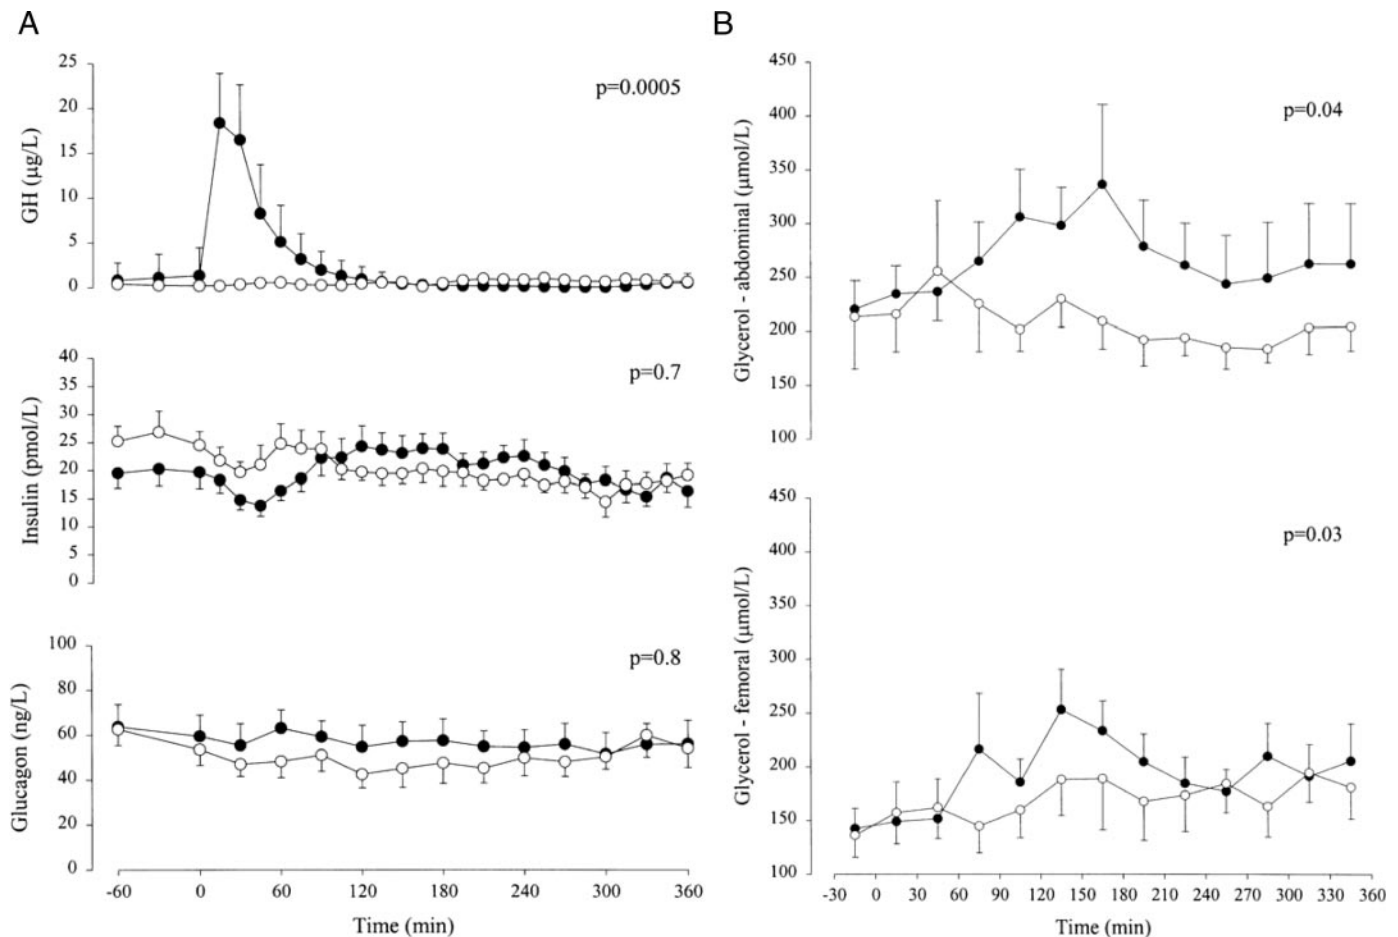 A
GH (µg/L)
25
20
15
10
5
0
p=0.0005
Insulin (pmol/L)
40
35
30
25
20
15
10
5
0
p=0.7
Glucagon (ng/L)
100
80
60
40
20
0
p=0.8
-60 0 60 120 180 240 300 360
Time (min)
B
Glycerol - abdominal (µmol/L)
450
400
350
300
250
200
150
100
p=0.04
Glycerol - femoral (µmol/L)
450
400
350
300
250
200
150
100
p=0.03
-30 0 30 60 90 120 150 180 210 240 270 300 330 360
Time (min)